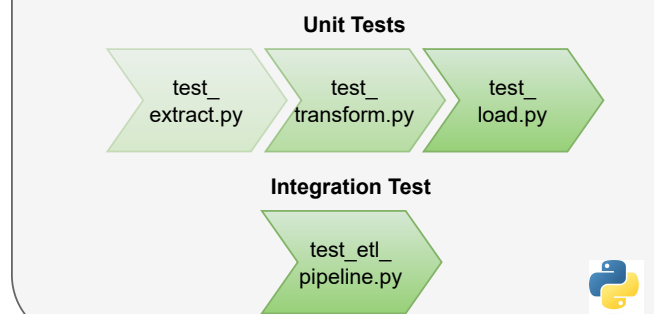 Unit Tests
test_
extract.py
test_
transform.py
test_
load.py
Integration Test
test_etl_
pipeline.py